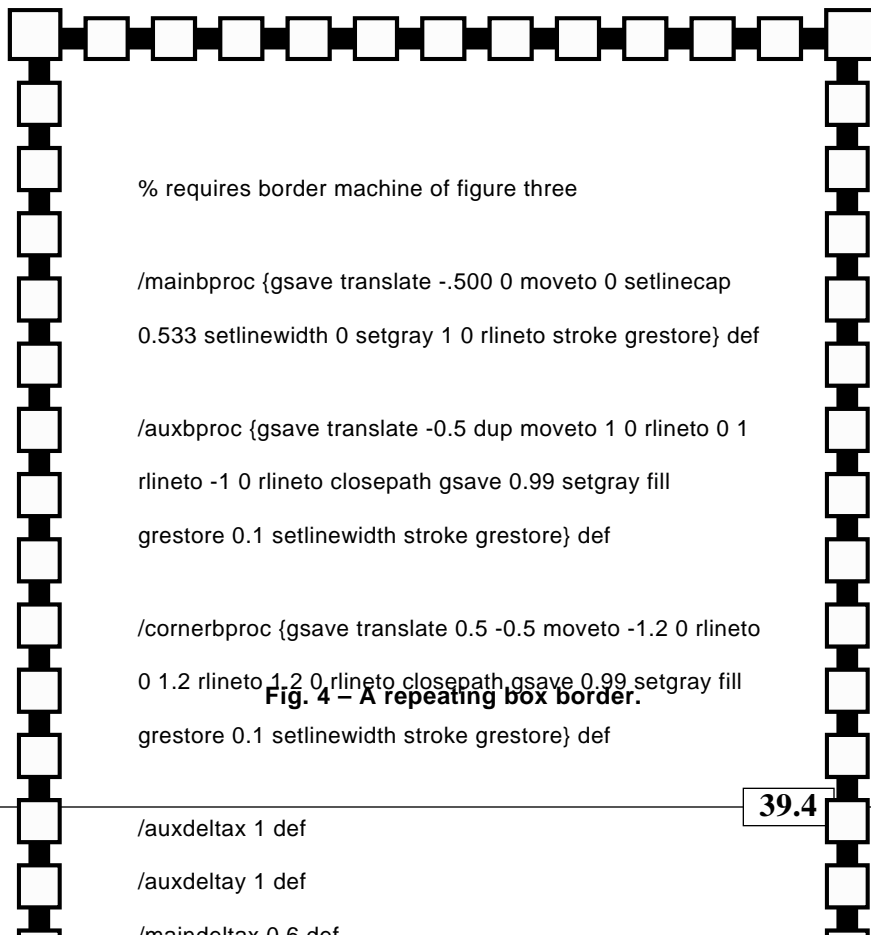 % requires border machine of figure three
/mainbproc {gsave translate -.500 0 moveto 0 setlinecap
0.533 setlinewidth 0 setgray 1 0 rlineto stroke grestore} def
/auxbproc {gsave translate -0.5 dup moveto 1 0 rlineto 0 1
rlineto -1 0 rlineto closepath gsave 0.99 setgray fill
grestore 0.1 setlinewidth stroke grestore} def
/cornerbproc {gsave translate 0.5 -0.5 moveto -1.2 0 rlineto
0 1.2 rlineto 1.2 0 rlineto closepath gsave 0.99 setgray fill
Fig. 4 – A repeating box border.
grestore 0.1 setlinewidth stroke grestore} def
39.4
/auxdeltax 1 def
/auxdeltay 1 def
/maindeltax 0.6 def